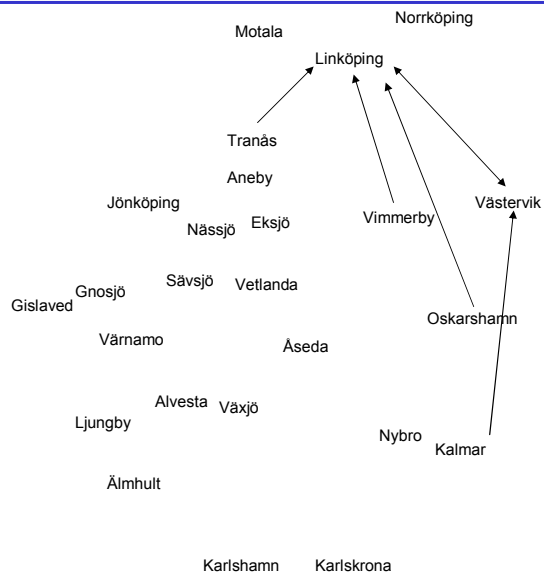 Norrköping
Motala
Linköping
Tranås
Aneby
Jönköping
Västervik
Vimmerby
Nässjö
Eksjö
Sävsjö
Vetlanda
Gnosjö
Gislaved
Oskarshamn
Värnamo
Åseda
Alvesta
Växjö
Ljungby
Nybro
Kalmar
Älmhult
Karlshamn
Karlskrona